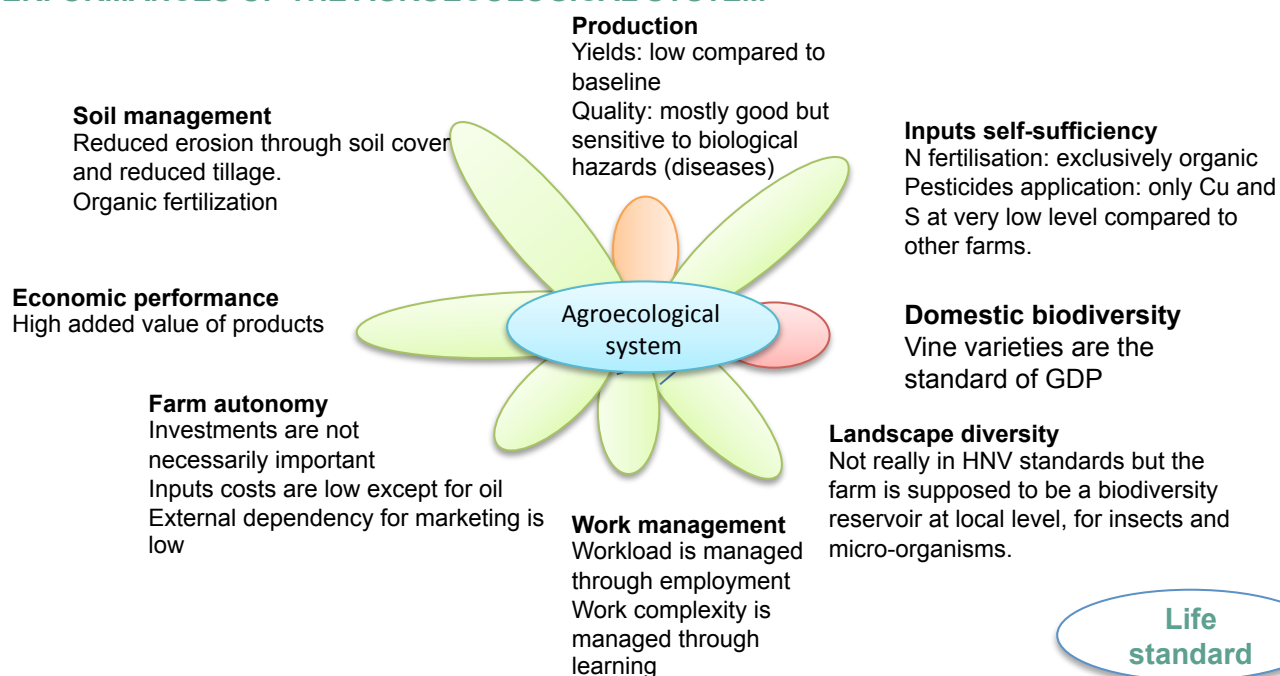 Production
Yields: low compared to
baseline
Quality: mostly good but
sensitive to biological
hazards (diseases)
Soil management
Reduced erosion through soil cover
and reduced tillage.
Organic fertilization
Inputs self-sufficiency
N fertilisation: exclusively organic
Pesticides application: only Cu and
S at very low level compared to
other farms.
Economic performance
High added value of products
Agroecological
system
Domestic biodiversity
Vine varieties are the
standard of GDP
Farm autonomy
Investments are not
necessarily important
Inputs costs are low except for oil
External dependency for marketing is
low
Landscape diversity
Not really in HNV standards but the
farm is supposed to be a biodiversity
reservoir at local level, for insects and
micro-organisms.
Work management
Workload is managed
through employment
Work complexity is
managed through
learning
Life
standard